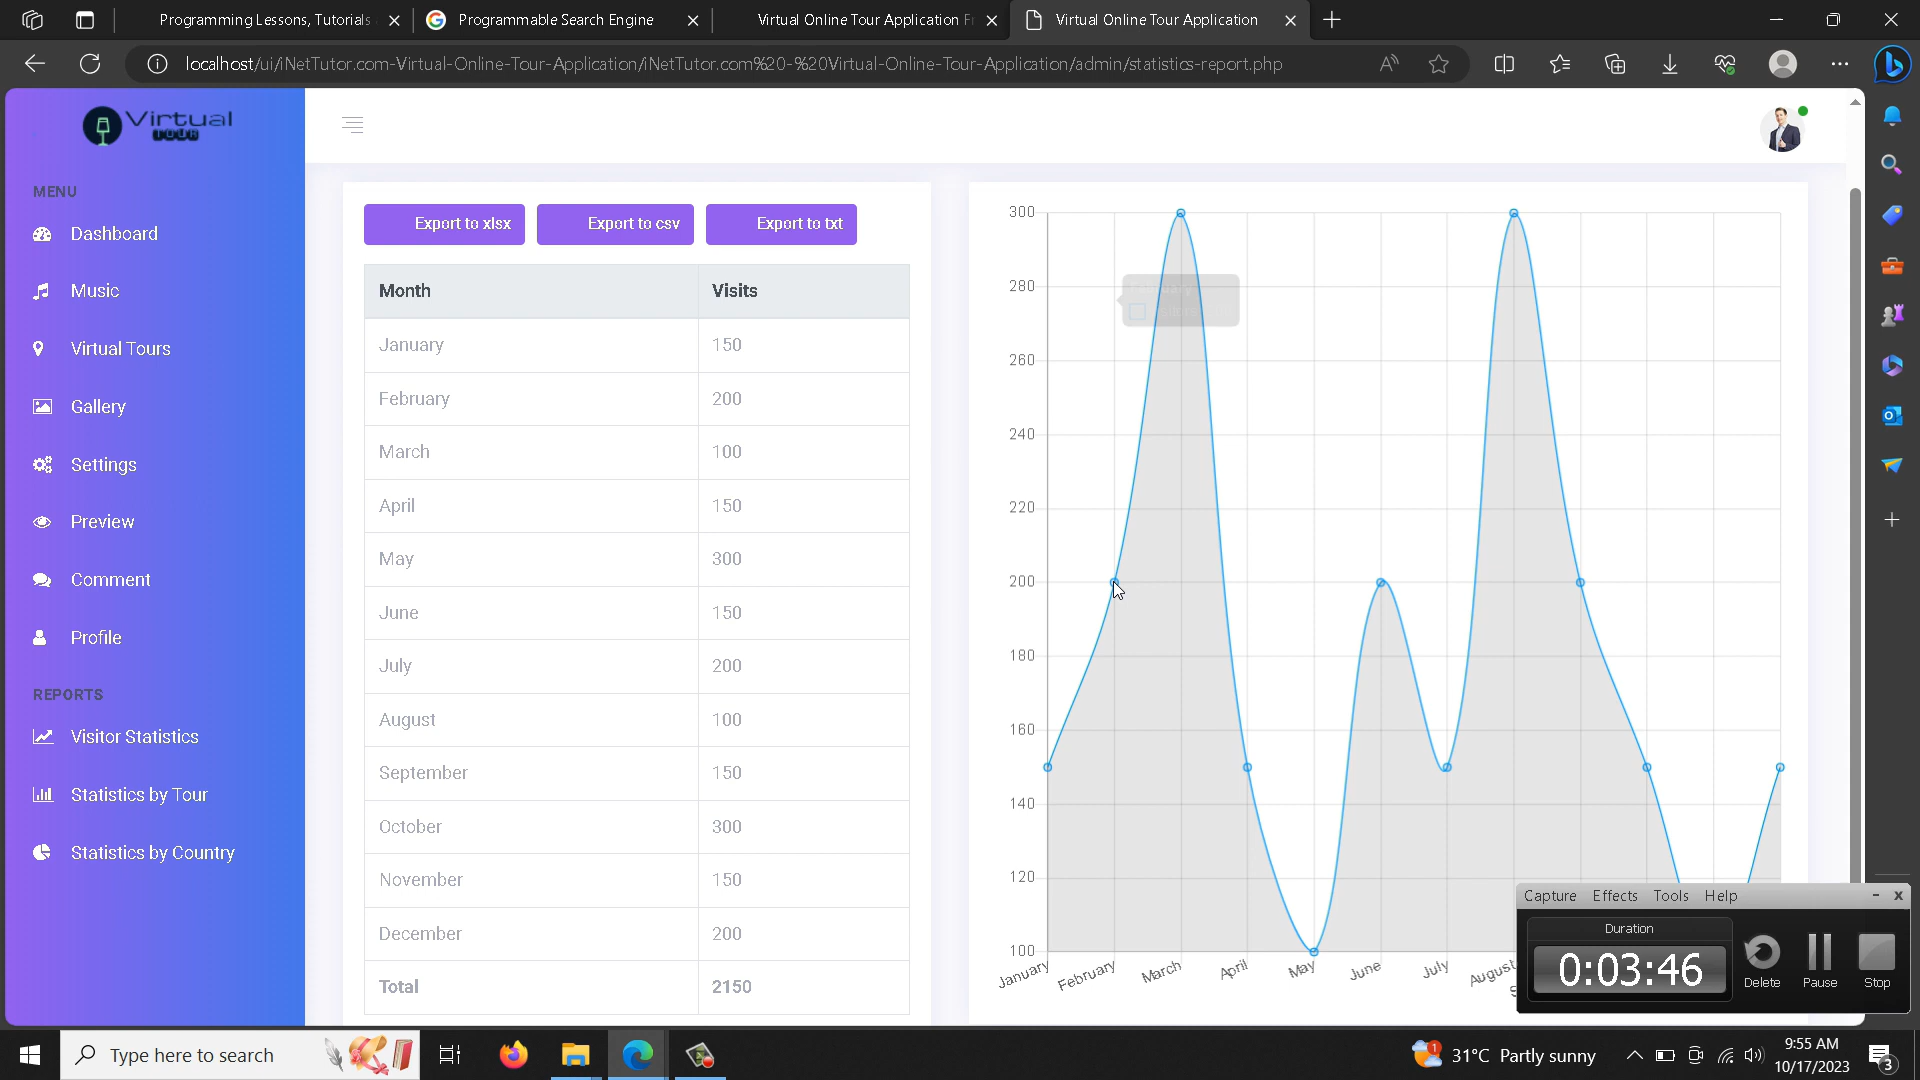 Programming Lessons, Tutorials
Programmable Search Engine
Virtual Online Tour Application Fr
Virtual Online Tour Application
localhost/ui/iNetTutor.com-Virtual-Online-Tour-Application/iNetTutor.com%20-%20Virtual-Online-Tour-Application/admin/statistics-report.php
Virtual
TOUR
MENU
Dashboard
Music
Virtual Tours
Gallery
Settings
Preview
Comment
Profile
REPORTS
Visitor Statistics
Statistics by Tour
Statistics by Country
Export to xlsx
Export to csv
Export to txt
Month Visits
January 150
February 200
March 100
April 150
May 300
June 150
July 200
August 100
September 150
October 300
November 150
December 200
Total 2150
300
280
260
240
220
200
180
160
140
120
100
January
February
March
April
May
June
July
August
Capture Effects Tools Help
Duration
0:03:46
Delete
Pause
Stop
Type here to search
1
31°C Partly sunny
9:55 AM
10/17/2023
3